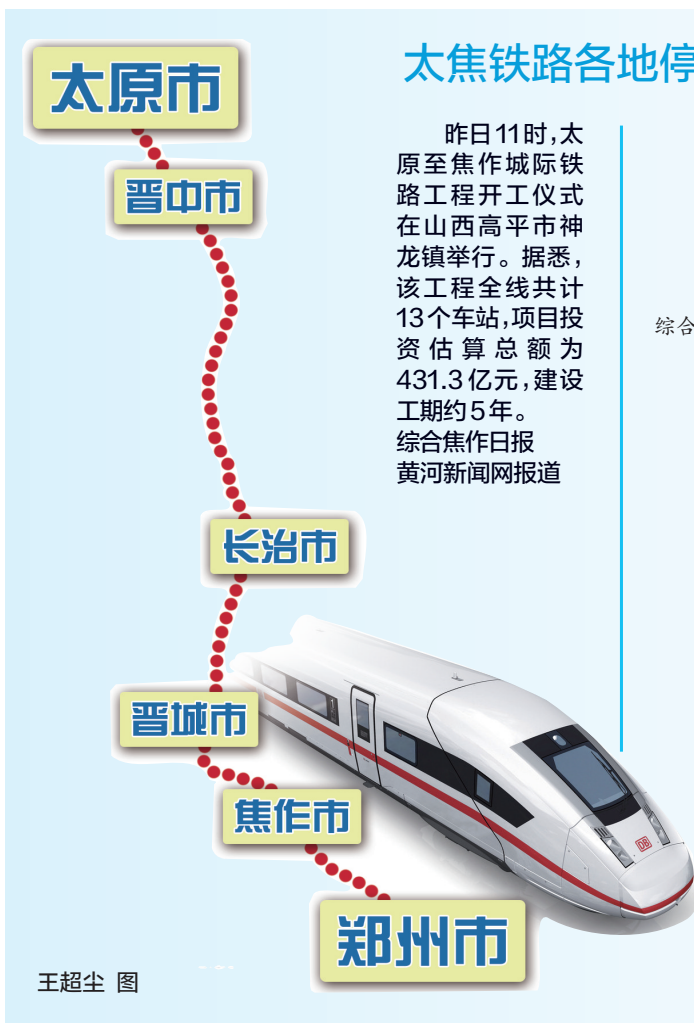 太焦铁路各地停
太原市
晋中市
长治市
晋城市
焦作市
郑州市
昨日11时,太
原至焦作城际铁
路工程开工仪式
在山西高平市神
龙镇举行。据悉,
该工程全线共计
13个车站,项目投
资估算总额为
431.3亿元,建设
工期约5年。
综合焦作日报
黄河新闻网报道
综合
DB
王超尘 图